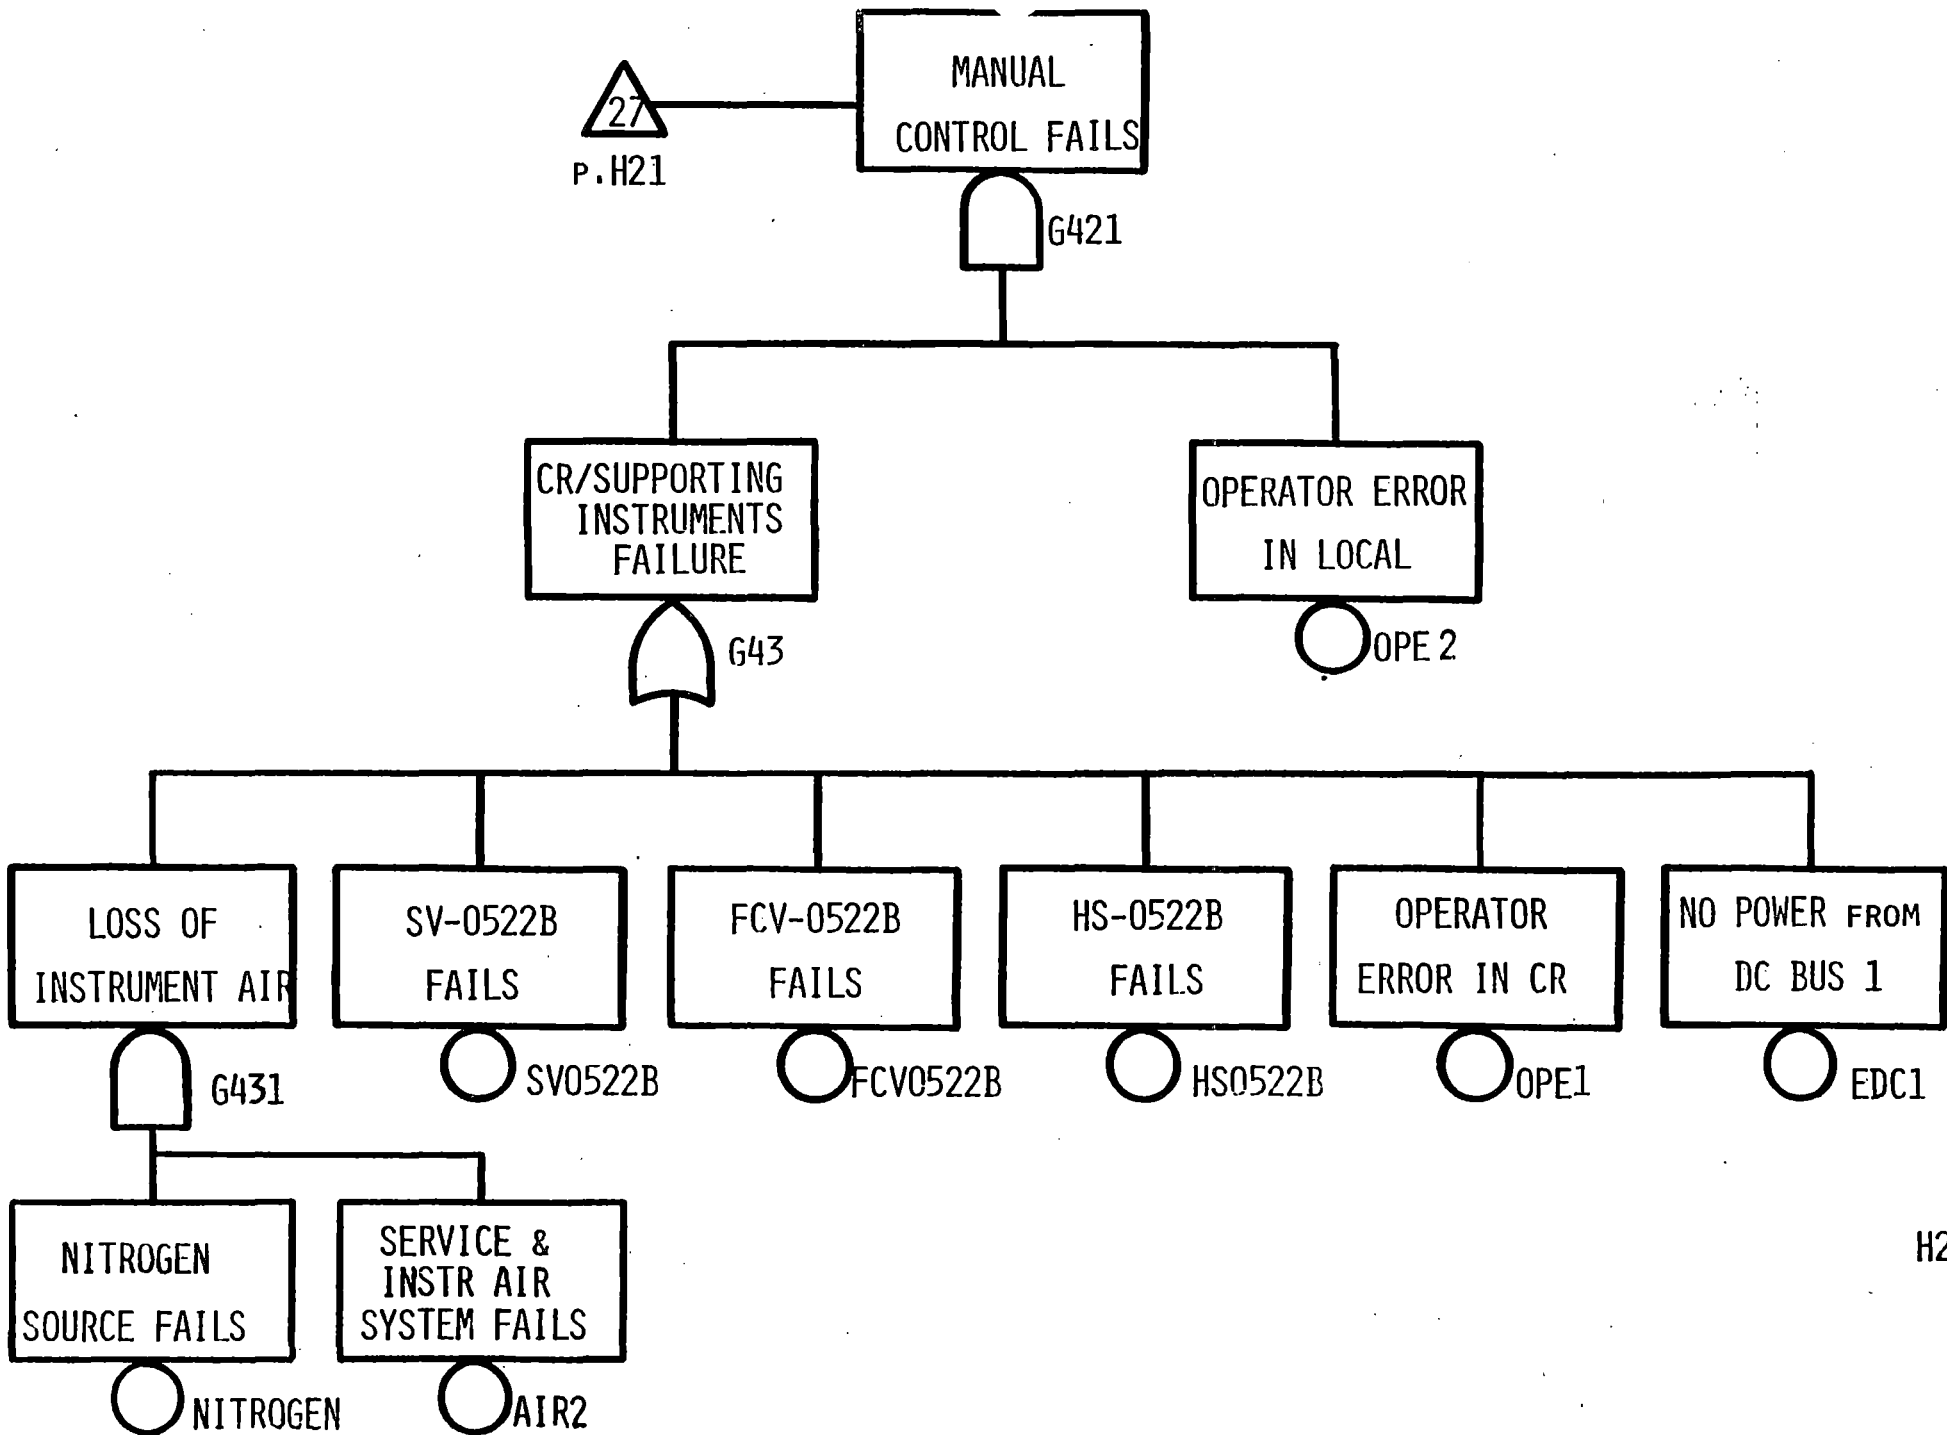 MANUAL
CONTROL FAILS
27
P.H21
G421
CR/SUPPORTING
INSTRUMENTS
FAILURE
OPERATOR ERROR
IN LOCAL
G43
OPE 2
LOSS OF
INSTRUMENT AIR
SV-0522B
FAILS
FCV-0522B
FAILS
HS-0522B
FAILS
OPERATOR
ERROR IN CR
NO POWER FROM
DC BUS 1
G431
SV0522B
FCV0522B
HS0522B
OPE1
EDC1
NITROGEN
SOURCE FAILS
SERVICE &
INSTR AIR
SYSTEM FAILS
H2
NITROGEN
AIR2